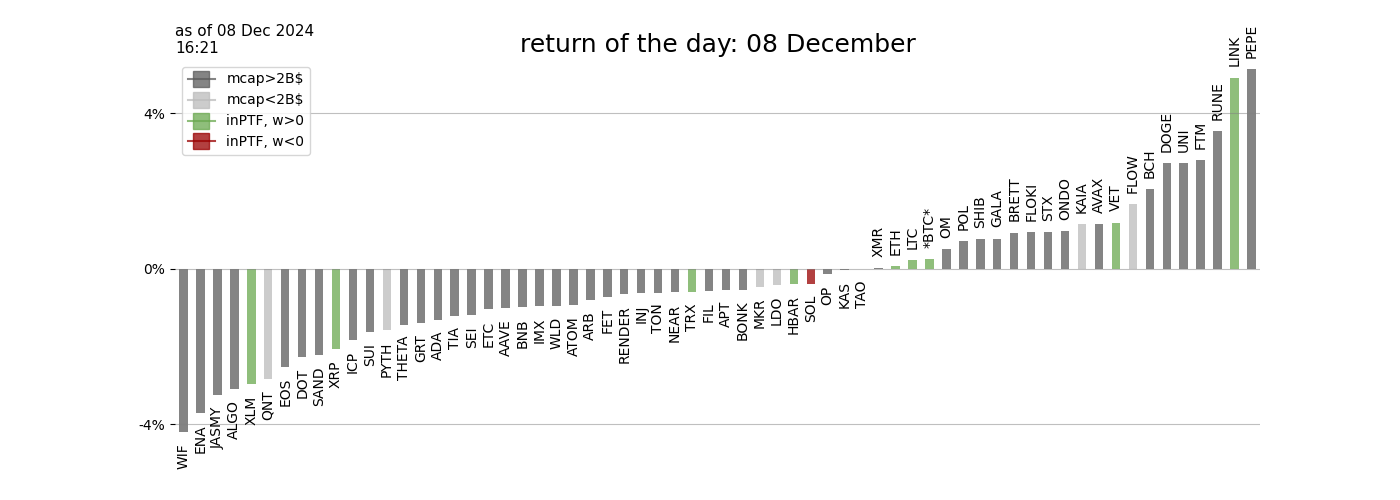 as of 08 Dec 2024
16:21
return of the day: 08 December
mcap>2B$
mcap<2B$
inPTF, w>0
inPTF, w<0
4%
0%
-4%
WIF
ENA
JASMY
ALGO
XLM
QNT
EOS
DOT
SAND
XRP
ICP
SUI
PYTH
THETA
GRT
ADA
TIA
SEI
ETC
AAVE
BNB
IMX
WLD
ATOM
ARB
FET
RENDER
INJ
TON
NEAR
TRX
FIL
APT
BONK
MKR
LDO
HBAR
SOL
OP
KAS
TAO
XMR
ETH
LTC
*BTC*
OM
POL
SHIB
GALA
BRETT
FLOKI
STX
ONDO
KAIA
AVAX
VET
FLOW
BCH
DOGE
UNI
FTM
RUNE
LINK
PEPE